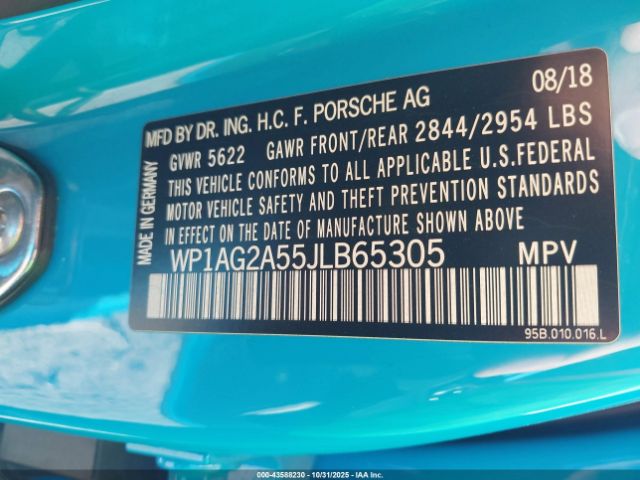 08/18
MFD BY DR. ING. H.C. F. PORSCHE AG
GVWR 5622 GAWR FRONT/REAR 2844/2954 LBS
THIS VEHICLE CONFORMS TO ALL APPLICABLE U.S.FEDERAL
MOTOR VEHICLE SAFETY AND THEFT PREVENTION STANDARDS
IN EFFECT ON THE DATE OF MANUFACTURE SHOWN ABOVE
MADE IN GERMANY
WP1AG2A55JLB65305 MPV
95B.010.016.L
000-43588230 - 10/31/2025 - IAA Inc.